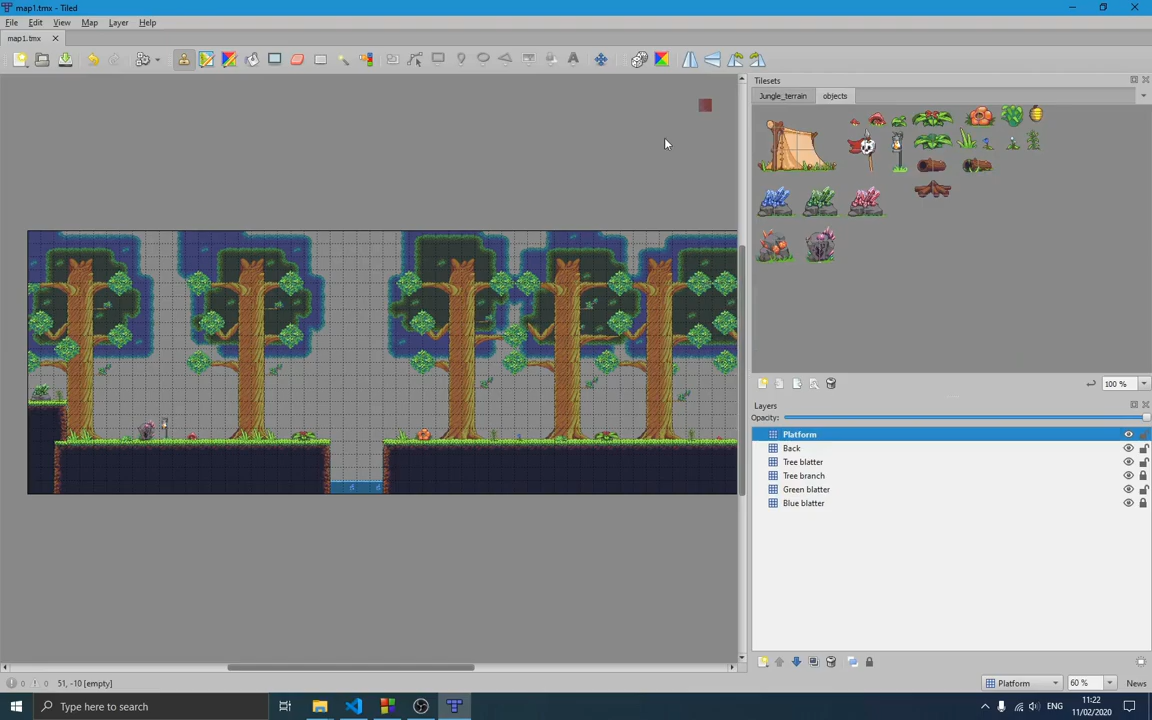 map1.tmx - Tiled
File Edit View Map Layer Help
map1.tmx
Tilesets
Jungle_terrain objects
100 %
Layers
Opacity:
Platform
Back
Tree blatter
Tree branch
Green blatter
Blue blatter
0 0 51, -10 [empty]
Platform 60 % News
Type here to search
ENG
11:22
11/02/2020